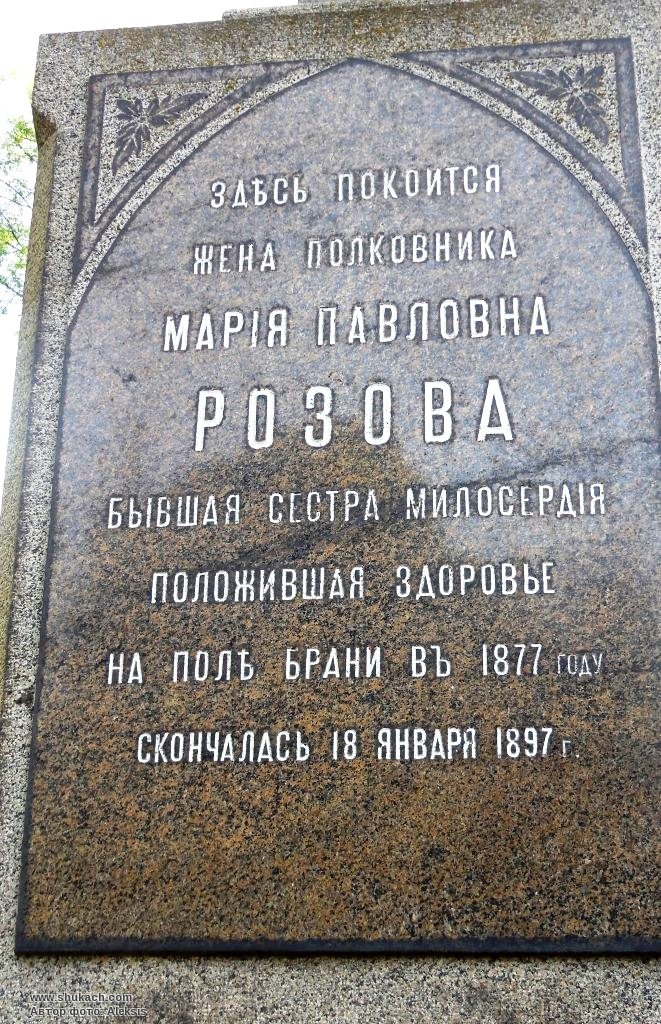 ЗДѢСЬ ПОКОИТСЯ
ЖЕНА ПОЛКОВНИКА
МАРІЯ ПАВЛОВНА
РОЗОВА
БЫВШАЯ СЕСТРА МИЛОСЕРДІЯ
ПОЛОЖИВШАЯ ЗДОРОВЬЕ
НА ПОЛѢ БРАНИ ВЪ 1877 ГОДУ
СКОНЧАЛАСЬ 18 ЯНВАРЯ 1897 Г.
www.shukach.com
Автор фото: Aleksis